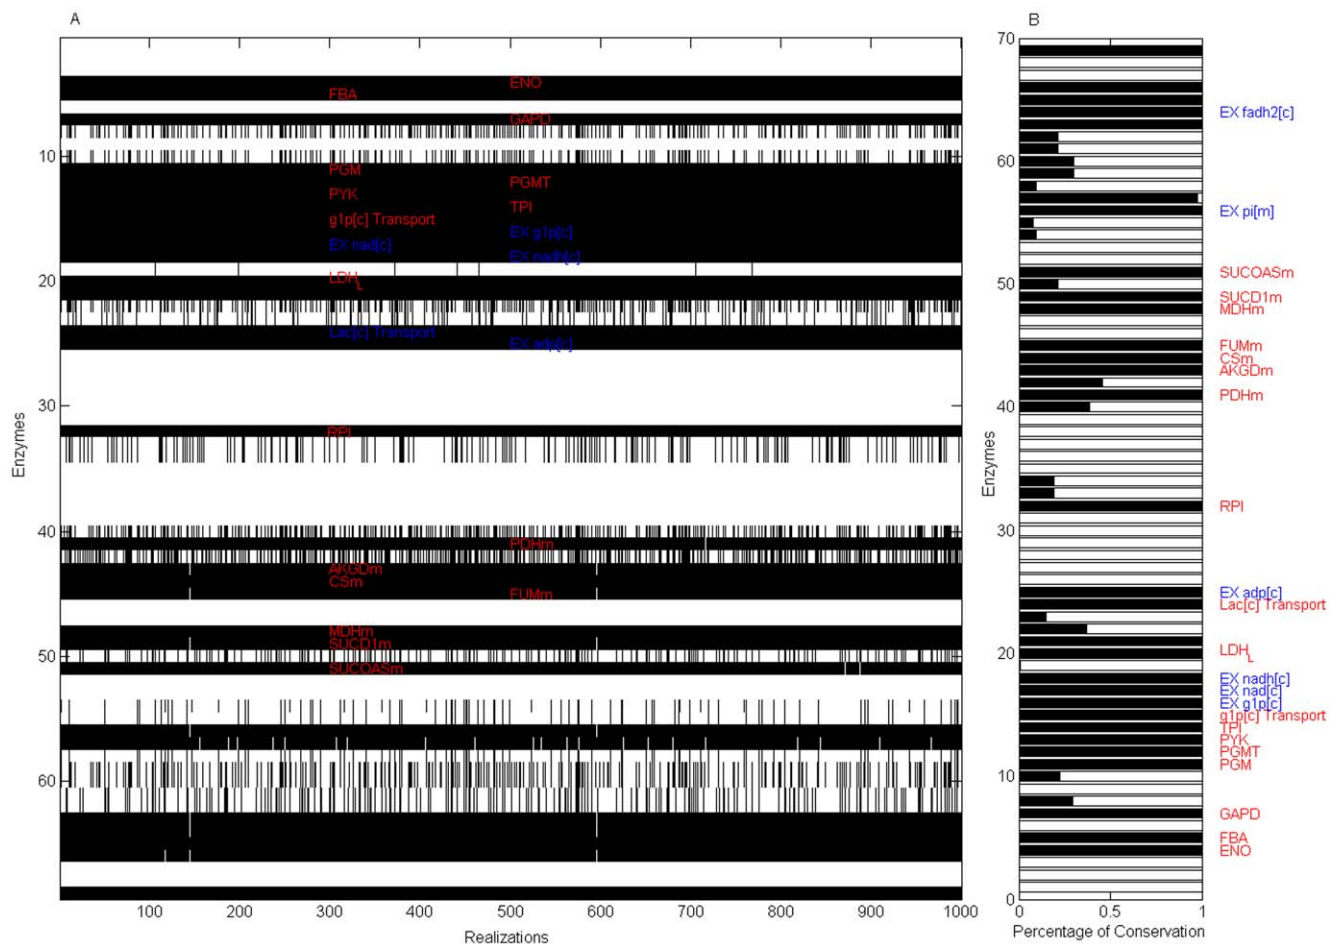 A
ENO
FBA
GAPD
10
PGM
PGMT
PYK
TPI
g1p[c] Transport
EX g1p[c]
EX nad[c]
EX nadh[c]
20
LDH_L
Lac[c] Transport
EX adp[c]
30
RPI
Enzymes
40
PDHm
AKGDm
CSm
FUMm
MDHm
SUCD1m
50
SUCOASm
60
100 200 300 400 500 600 700 800 900 1000
Realizations
B
70
EX fadh2[c]
60
EX pi[m]
SUCOASm
50
SUCD1m
MDHm
FUMm
CSm
AKGDm
PDHm
40
Enzymes
RPI
30
EX adp[c]
Lac[c] Transport
LDH_L
20
EX nadh[c]
EX nad[c]
EX g1p[c]
g1p[c] Transport
TPI
PYK
PGMT
PGM
10
GAPD
FBA
ENO
0
0 0.5 1
Percentage of Conservation